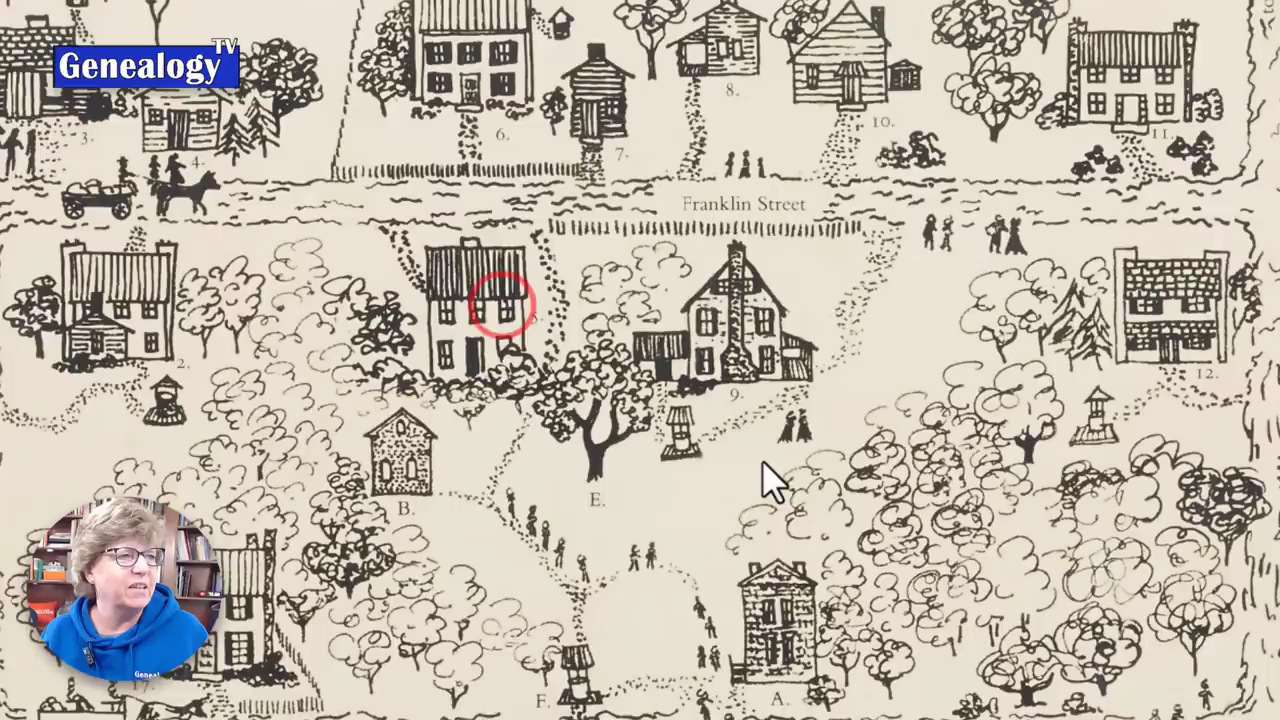 Genealogy TV
3.
4.
6.
7.
8.
10.
11.
Franklin Street
2.
9.
12.
B.
E.
F.
A.